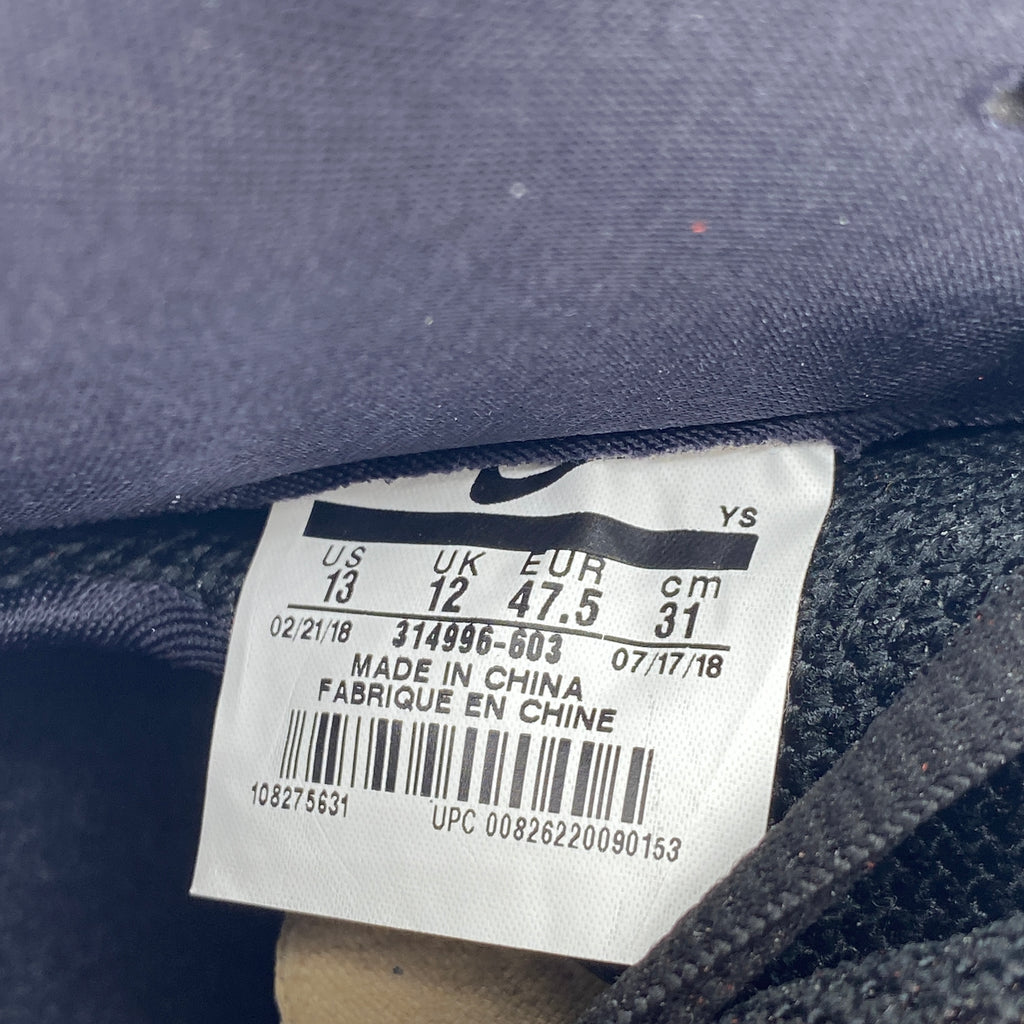 YS
US UK EUR cm
13 12 47.5 31
02/21/18 314996-603 07/17/18
MADE IN CHINA
FABRIQUE EN CHINE
108275631
UPC 00826220090153